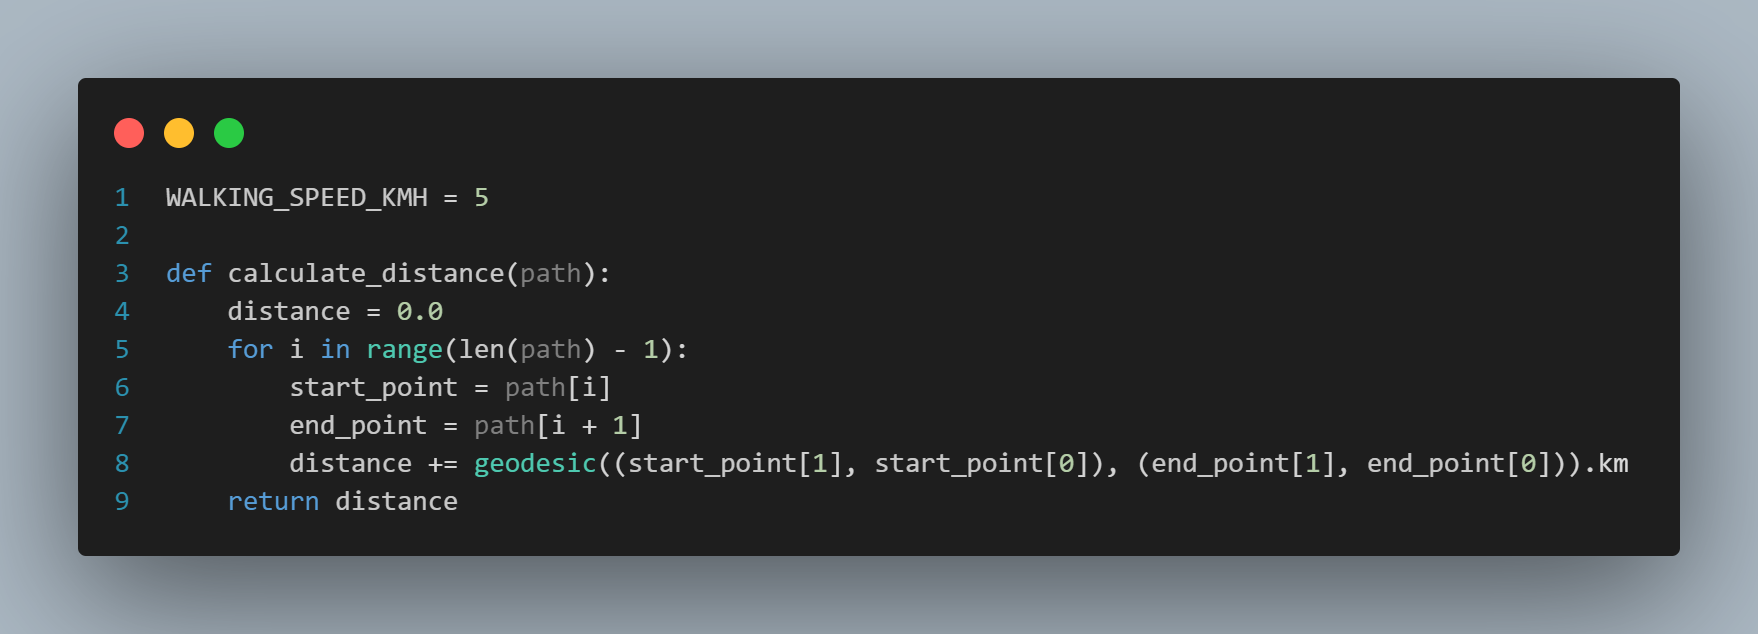 1 WALKING_SPEED_KMH = 5
2
3 def calculate_distance(path):
4     distance = 0.0
5     for i in range(len(path) - 1):
6         start_point = path[i]
7         end_point = path[i + 1]
8         distance += geodesic((start_point[1], start_point[0]), (end_point[1], end_point[0])).km
9     return distance